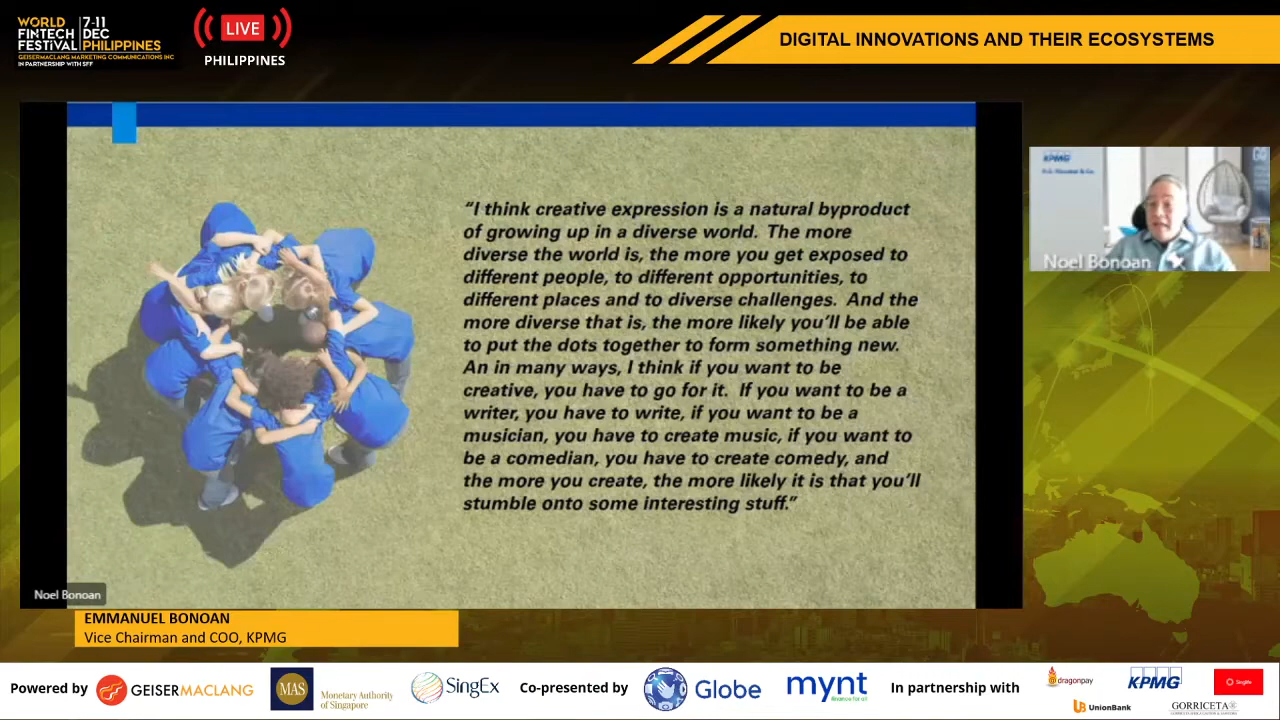 WORLD
FINTECH
FESTIVAL
7-11
DEC
PHILIPPINES
GEISERMACLANG MARKETING COMMUNICATIONS INC
IN PARTNERSHIP WITH SFF
LIVE
PHILIPPINES
DIGITAL INNOVATIONS AND THEIR ECOSYSTEMS
“I think creative expression is a natural byproduct
of growing up in a diverse world. The more
diverse the world is, the more you get exposed to
different people, to different opportunities, to
different places and to diverse challenges. And the
more diverse that is, the more likely you’ll be able
to put the dots together to form something new.
An in many ways, I think if you want to be
creative, you have to go for it. If you want to be a
writer, you have to write, if you want to be a
musician, you have to create music, if you want to
be a comedian, you have to create comedy, and
the more you create, the more likely it is that you’ll
stumble onto some interesting stuff.”
KPMG
Noel Bonoan
Noel Bonoan
EMMANUEL BONOAN
Vice Chairman and COO, KPMG
Powered by
GEISERMACLANG
MAS
Monetary Authority
of Singapore
SingEx
Co-presented by
Globe
mynt
finance for all
In partnership with
dragonpay
UnionBank
KPMG
GORRICETA
Singlife